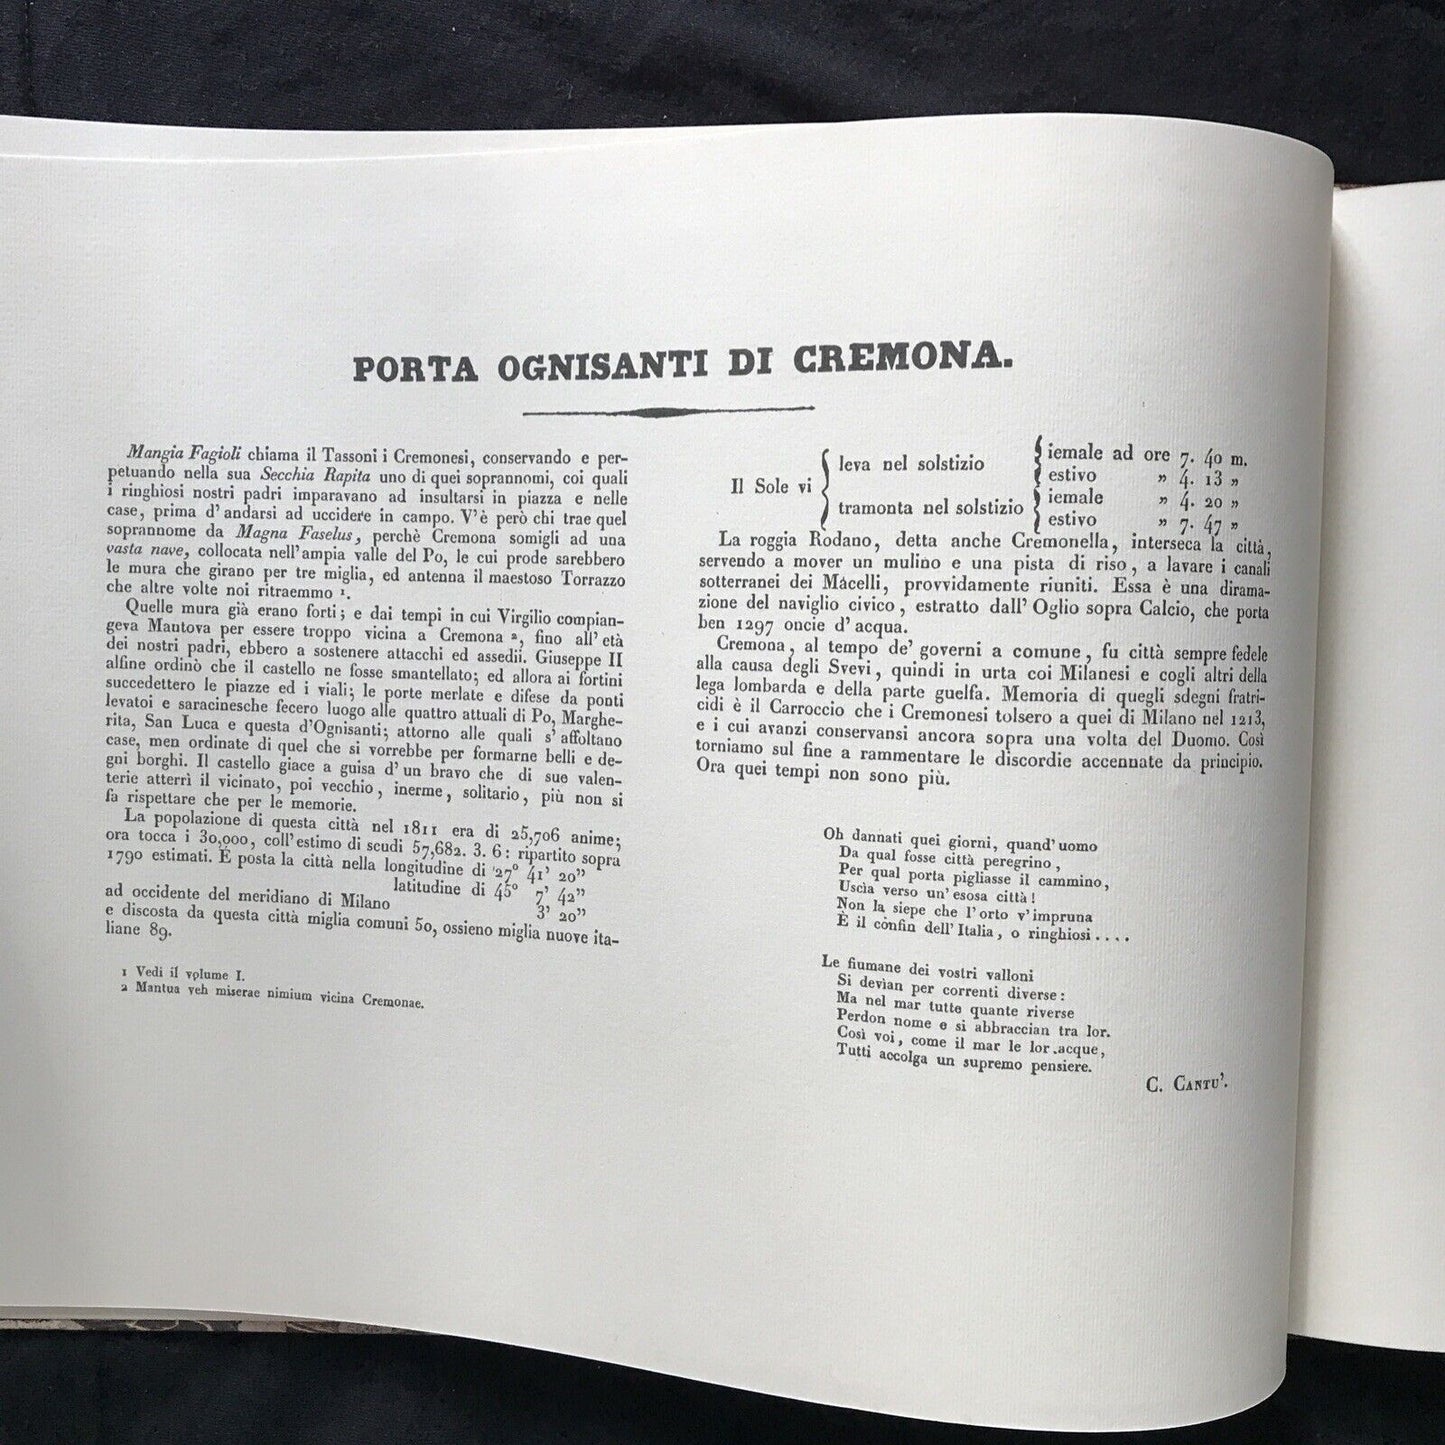 PORTA OGNISANTI DI CREMONA.
Mangia Fagioli chiama il Tassoni i Cremonesi, conservando e per-
petuando nella sua Secchia Rapita uno di quei soprannomi, coi quali
i ringhiosi nostri padri imparavano ad insultarsi in piazza e nelle
case, prima d'andarsi ad uccidere in campo. V'è però chi trae quel
soprannome da Magna Faselus, perchè Cremona somigli ad una
vasta nave, collocata nell'ampia valle del Po, le cui prode sarebbero
le mura che girano per tre miglia, ed antenna il maestoso Torrazzo
che altre volte noi ritraemmo 1.
Quelle mura già erano forti; e dai tempi in cui Virgilio compian-
geva Mantova per essere troppo vicina a Cremona 2, fino all'età
dei nostri padri, ebbero a sostenere attacchi ed assedii. Giuseppe II
alfine ordinò che il castello ne fosse smantellato; ed allora ai fortini
succedettero le piazze ed i viali; le porte merlate e difese da ponti
levatoi e saracinesche fecero luogo alle quattro attuali di Po, Marghe-
rita, San Luca e questa d'Ognisanti; attorno alle quali s'affoltano
case, men ordinate di quel che si vorrebbe per formarne belli e de-
gni borghi. Il castello giace a guisa d'un bravo che di sue valen-
terie atterrì il vicinato, poi vecchio, inerme, solitario, più non si
fa rispettare che per le memorie.
La popolazione di questa città nel 1811 era di 25,706 anime;
ora tocca i 30,000, coll'estimo di scudi 57,682. 3. 6: ripartito sopra
1790 estimati. È posta la città nella longitudine di 27° 41' 20"
latitudine di 45° 7' 42"
ad occidente del meridiano di Milano 3' 20"
e discosta da questa città miglia comuni 50, ossieno miglia nuove ita-
liane 89.
1 Vedi il volume I.
2 Mantua veh miserae nimium vicina Cremonae.
Il Sole vi
leva nel solstizio
iemale ad ore 7. 40 m.
estivo » 4. 13 »
tramonta nel solstizio
iemale » 4. 20 »
estivo » 7. 47 »
La roggia Rodano, detta anche Cremonella, interseca la città,
servendo a mover un mulino e una pista di riso, a lavare i canali
sotterranei dei Macelli, provvidamente riuniti. Essa è una dirama-
zione del naviglio civico, estratto dall'Oglio sopra Calcio, che porta
ben 1297 oncie d'acqua.
Cremona, al tempo de' governi a comune, fu città sempre fedele
alla causa degli Svevi, quindi in urta coi Milanesi e cogli altri della
lega lombarda e della parte guelfa. Memoria di quegli sdegni fratri-
cidi è il Carroccio che i Cremonesi tolsero a quei di Milano nel 1213,
e i cui avanzi conservansi ancora sopra una volta del Duomo. Così
torniamo sul fine a rammentare le discordie accennate da principio.
Ora quei tempi non sono più.
Oh dannati quei giorni, quand'uomo
Da qual fosse città peregrino,
Per qual porta pigliasse il cammino,
Uscìa verso un'esosa città!
Non la siepe che l'orto v'impruna
È il confin dell'Italia, o ringhiosi....
Le fiumane dei vostri valloni
Si devian per correnti diverse:
Ma nel mar tutte quante riverse
Perdon nome e si abbraccian tra lor.
Così voi, come il mar le lor acque,
Tutti accolga un supremo pensiere.
C. CANTU'.